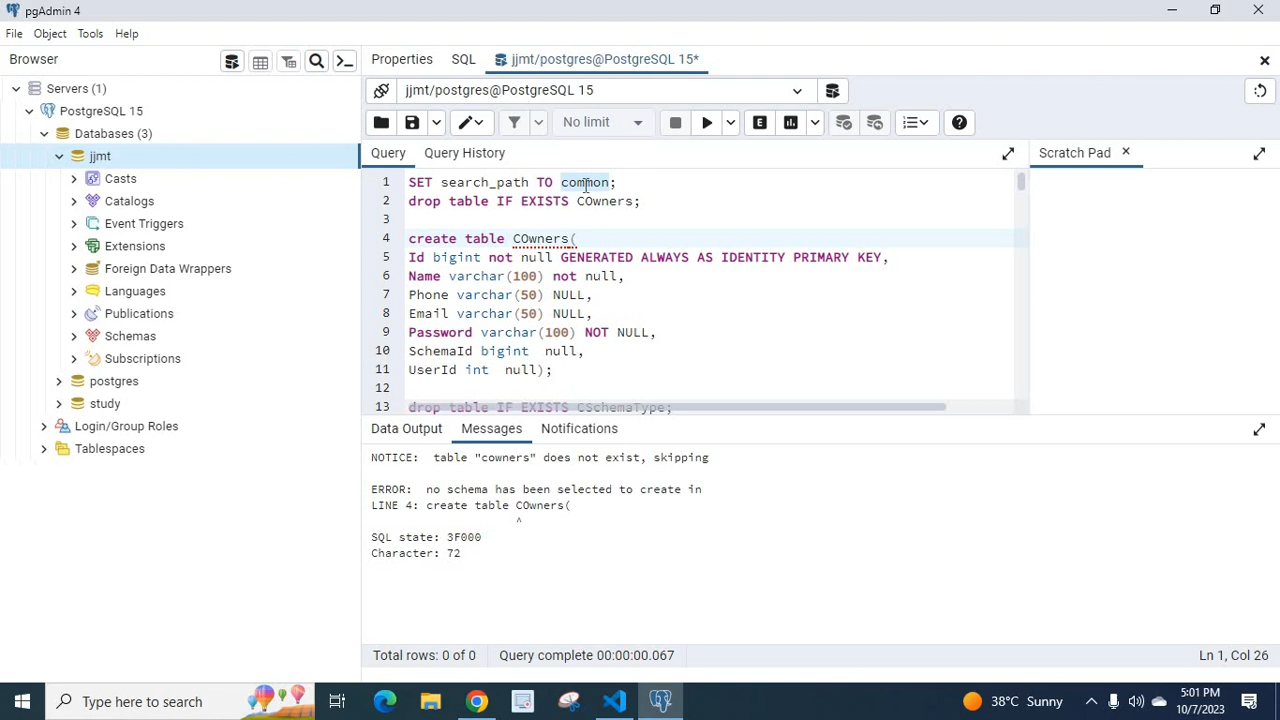 pgAdmin 4
File Object Tools Help
Browser
Properties SQL jjmt/postgres@PostgreSQL 15*
jjmt/postgres@PostgreSQL 15
No limit
E
Query Query History
Scratch Pad
Servers (1)
PostgreSQL 15
Databases (3)
jjmt
Casts
Catalogs
Event Triggers
Extensions
Foreign Data Wrappers
Languages
Publications
Schemas
Subscriptions
postgres
study
Login/Group Roles
Tablespaces
1 SET search_path TO common;
2 drop table IF EXISTS COwners;
3
4 create table COwners(
5 Id bigint not null GENERATED ALWAYS AS IDENTITY PRIMARY KEY,
6 Name varchar(100) not null,
7 Phone varchar(50) NULL,
8 Email varchar(50) NULL,
9 Password varchar(100) NOT NULL,
10 SchemaId bigint  null,
11 UserId int  null);
12
13 drop table IF EXISTS CSchemaType;
Data Output Messages Notifications
NOTICE:  table "cowners" does not exist, skipping
ERROR:  no schema has been selected to create in
LINE 4: create table COwners(
^
SQL state: 3F000
Character: 72
Total rows: 0 of 0 Query complete 00:00:00.067 Ln 1, Col 26
Type here to search
38°C Sunny
5:01 PM
10/7/2023